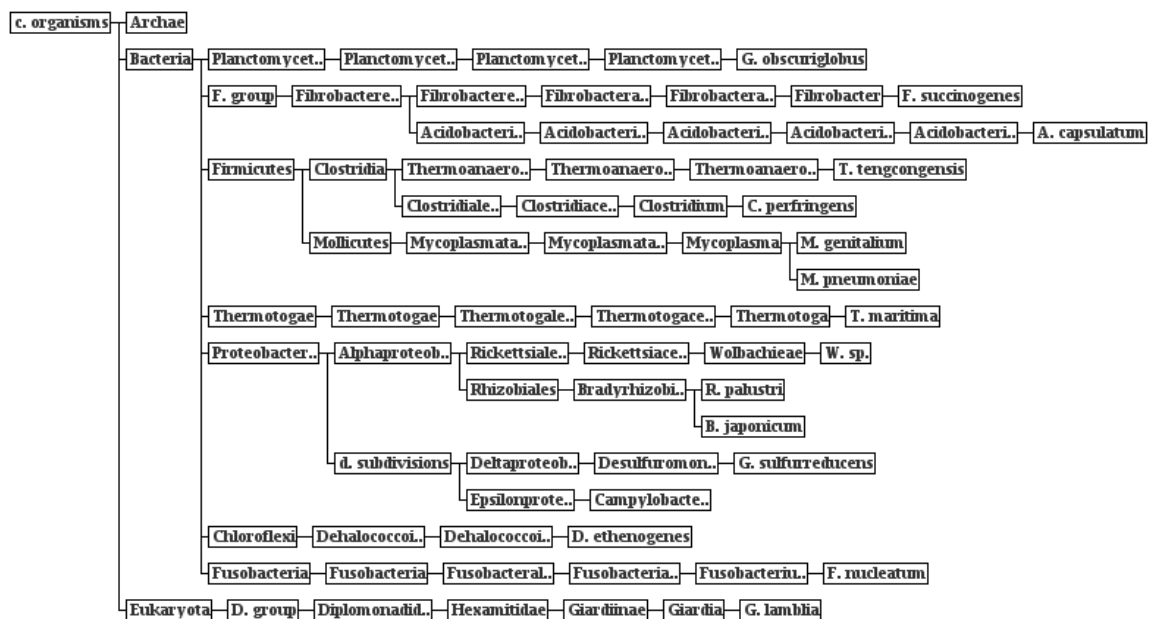 c. organisms Archae
Bacteria Planctomycet.. Planctomycet.. Planctomycet.. Planctomycet.. G. obscuriglobus
F. group Fibrobactere.. Fibrobactere.. Fibrobactera.. Fibrobactera.. Fibrobacter F. succinogenes
Acidobacteri.. Acidobacteri.. Acidobacteri.. Acidobacteri.. Acidobacteri.. A. capsulatum
Firmicutes Clostridia Thermoanaero.. Thermoanaero.. Thermoanaero.. T. tengcongensis
Clostridiale.. Clostridiace.. Clostridium C. perfringens
Mollicutes Mycoplasmata.. Mycoplasmata.. Mycoplasma M. genitalium
M. pneumoniae
Thermotogae Thermotogae Thermotogale.. Thermotogace.. Thermotoga T. maritima
Proteobacter.. Alphaproteob.. Rickettsiale.. Rickettsiace.. Wolbachieae W. sp.
Rhizobiales Bradyrhizobi.. R. palustri
B. japonicum
d. subdivisions Deltaproteob.. Desulfuromon.. G. sulfurreducens
Epsilonprote.. Campylobacte..
Chloroflexi Dehalococcoi.. Dehalococcoi.. D. ethenogenes
Fusobacteria Fusobacteria Fusobacteral.. Fusobacteria.. Fusobacteriu.. F. nucleatum
Eukaryota D. group Diplomonadid.. Hexamitidae Giardiinae Giardia G. lamblia